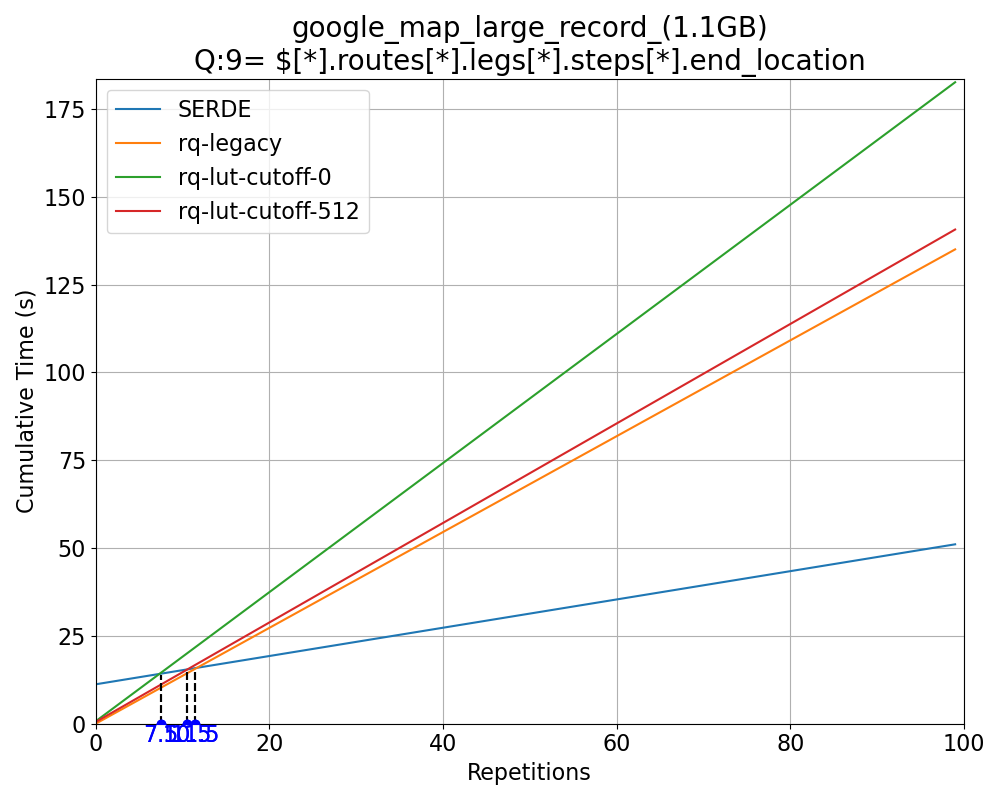 google_map_large_record_(1.1GB)
Q:9= $[*].routes[*].legs[*].steps[*].end_location
SERDE
rq-legacy
rq-lut-cutoff-0
rq-lut-cutoff-512
Cumulative Time (s)
175
150
125
100
75
50
25
0
0 20 40 60 80 100
Repetitions